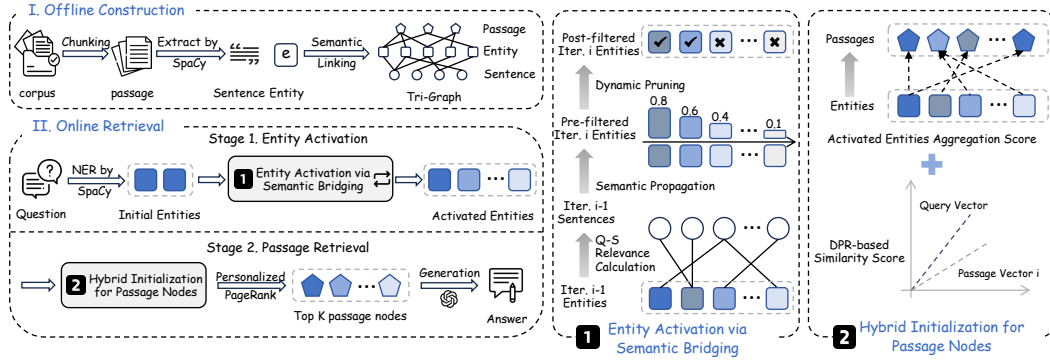 I. Offline Construction
Chunking
Extract by
SpaCy
e
Semantic
Linking
Passage
Entity
Sentence
corpus
passage
Sentence Entity
Tri-Graph
II. Online Retrieval
Stage 1. Entity Activation
NER by
SpaCy
1
Entity Activation via
Semantic Bridging
Question
Initial Entities
Activated Entities
Stage 2. Passage Retrieval
2
Hybrid Initialization
for Passage Nodes
Personalized
PageRank
Generation
Top K passage nodes
Answer
Post-filtered
Iter. i Entities
Dynamic Pruning
0.8
0.6
0.4
0.1
Pre-filtered
Iter. i Entities
Semantic Propagation
Iter. i-1
Sentences
Q-S
Relevance
Calculation
Iter. i-1
Entities
1
Entity Activation via
Semantic Bridging
Passages
Entities
Activated Entities Aggregation Score
Query Vector
DPR-based
Similarity Score
Passage Vector i
2
Hybrid Initialization for
Passage Nodes